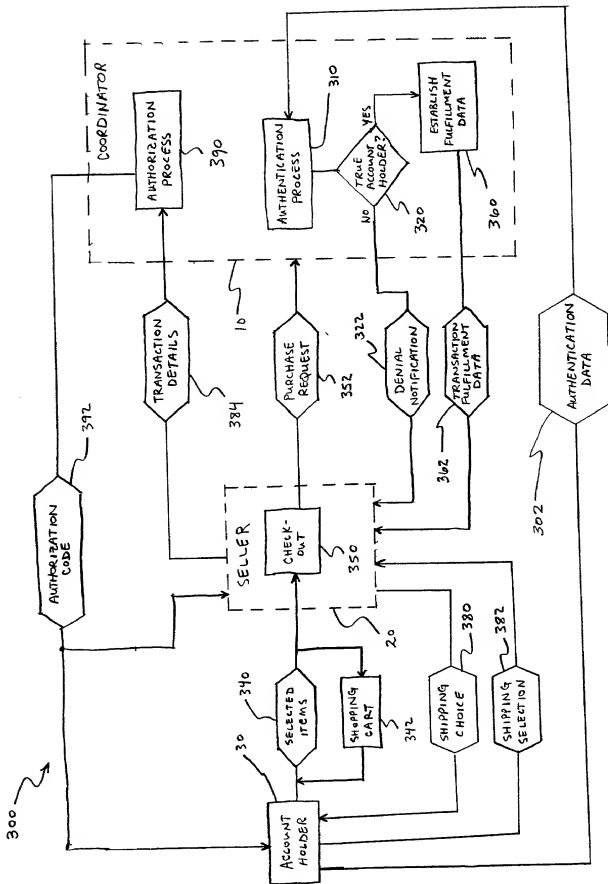 300
AUTHORIZATION
CODE
392
COORDINATOR
AUTHORIZATION
PROCESS
390
TRANSACTION
DETAILS
384
10
AUTHENTICATION
PROCESS
310
TRUE
ACCOUNT
HOLDER?
320
YES
NO
ESTABLISH
FULFILLMENT
DATA
360
PURCHASE
REQUEST
352
DENIAL
NOTIFICATION
322
TRANSACTION
FULFILLMENT
DATA
362
SELLER
CHECK-
OUT
350
20
SELECTED
ITEMS
340
SHOPPING
CART
342
ACCOUNT
HOLDER
30
SHIPPING
CHOICE
380
SHIPPING
SELECTION
382
AUTHENTICATION
DATA
302